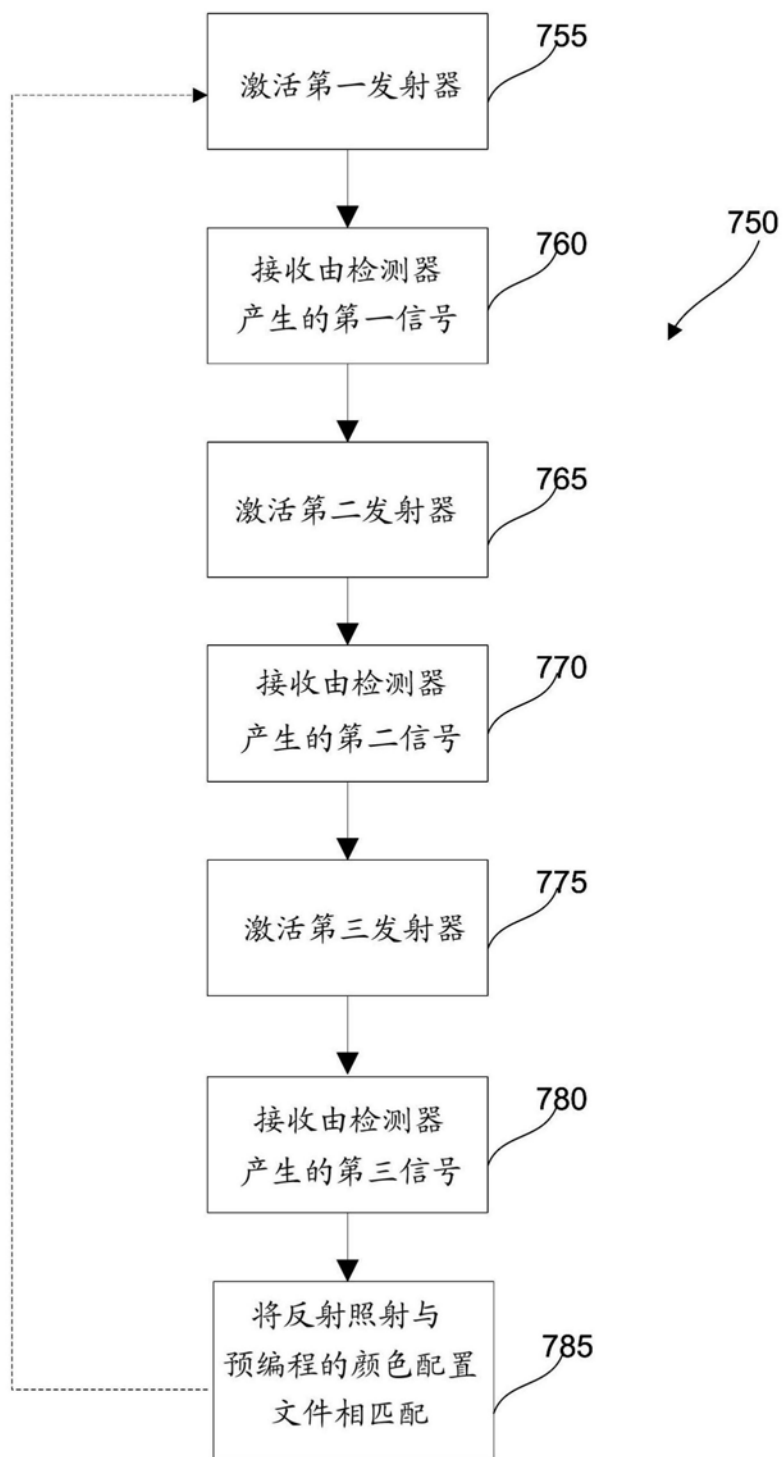 755
激活第一发射器
750
760
接收由检测器
产生的第一信号
765
激活第二发射器
770
接收由检测器
产生的第二信号
775
激活第三发射器
780
接收由检测器
产生的第三信号
785
将反射照射与
预编程的颜色配置
文件相匹配